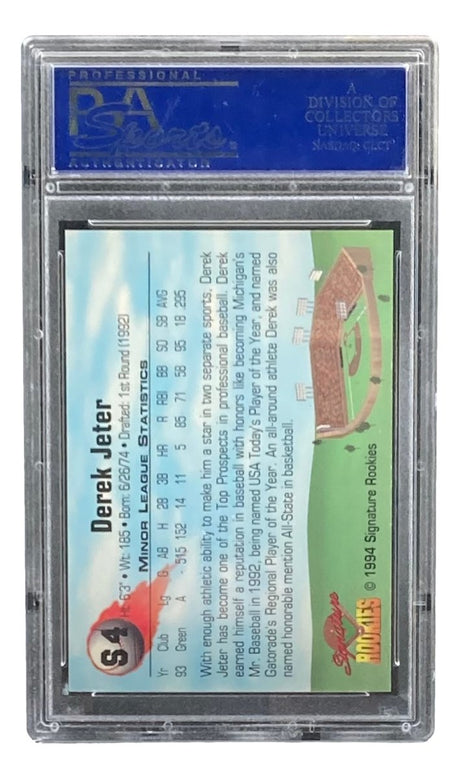 PROFESSIONAL
PSA
Sports
AUTHENTICATOR
A
DIVISION OF
COLLECTORS
UNIVERSE
NASDAQ: CLCT
S4
Derek Jeter
Ht: 6'3" • Wt: 185 • Born: 6/26/74 • Drafted: 1st Round (1992)
MINOR LEAGUE STATISTICS
Yr Club Lg G AB H 2B 3B HR R RBI BB SO SB AVG
93 Green A - 515 152 14 11 5 85 71 58 95 18 .295
With enough athletic ability to make him a star in two separate sports, Derek
Jeter has become one of the Top Prospects in professional baseball. Derek
earned himself a reputation in baseball with honors like becoming Michigan's
Mr. Baseball in 1992, being named USA Today's Player of the Year, and named
Gatorade's Regional Player of the Year. An all-around athlete Derek was also
named honorable mention All-State in basketball.
Signature
ROOKIES
© 1994 Signature Rookies